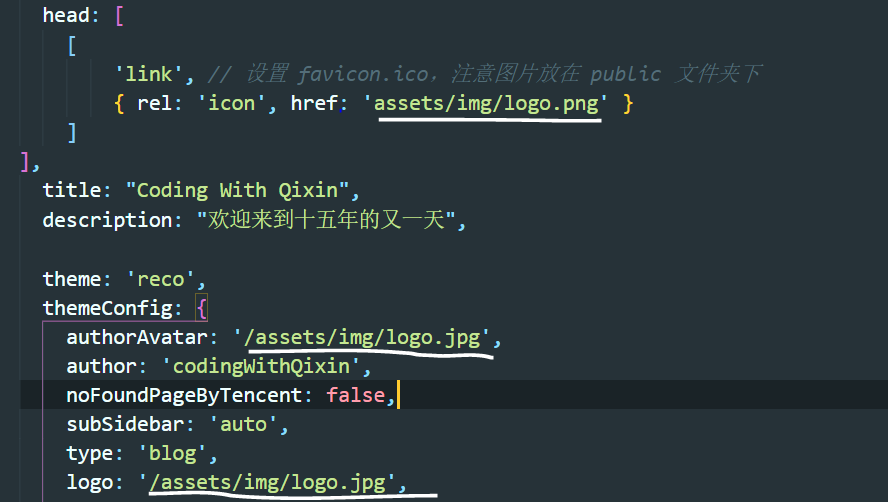 head: [
[
'link', // 设置 favicon.ico，注意图片放在 public 文件夹下
{ rel: 'icon', href: 'assets/img/logo.png' }
]
],
title: "Coding With Qixin",
description: "欢迎来到十五年的又一天",
theme: 'reco',
themeConfig: {
authorAvatar: '/assets/img/logo.jpg',
author: 'codingWithQixin',
noFoundPageByTencent: false,
subSidebar: 'auto',
type: 'blog',
logo: '/assets/img/logo.jpg',